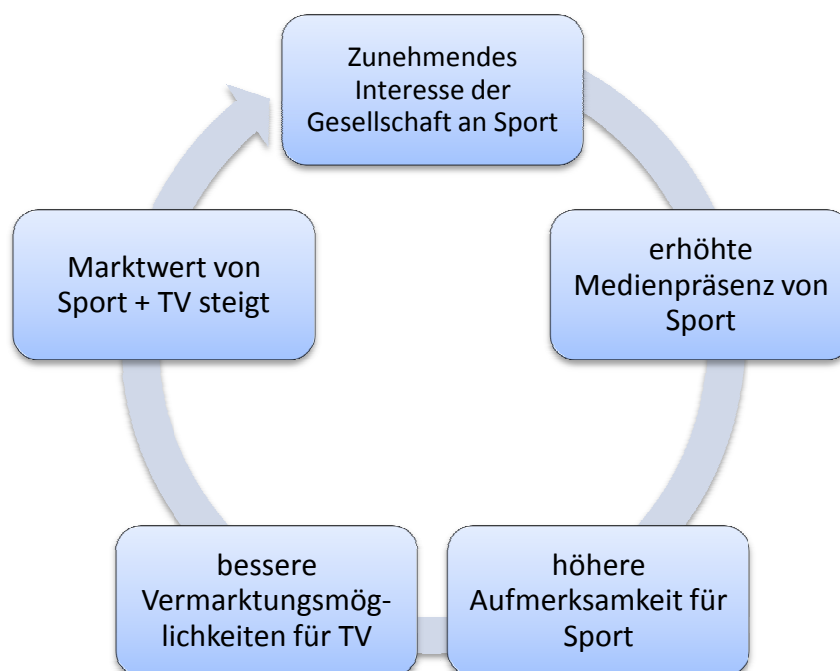 Zunehmendes
Interesse der
Gesellschaft an Sport
erhöhte
Medienpräsenz von
Sport
höhere
Aufmerksamkeit für
Sport
bessere
Vermarktungsmög-
lichkeiten für TV
Marktwert von
Sport + TV steigt